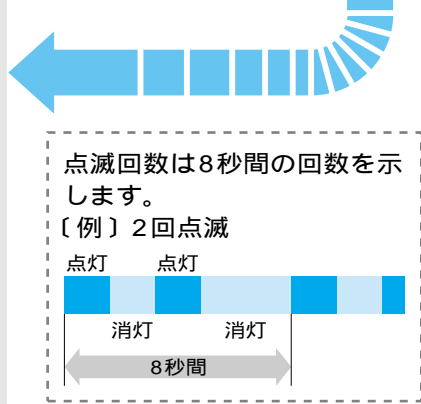 点滅回数は8秒間の回数を示
します。
〔例〕2回点滅
点灯 点灯
消灯 消灯
8秒間